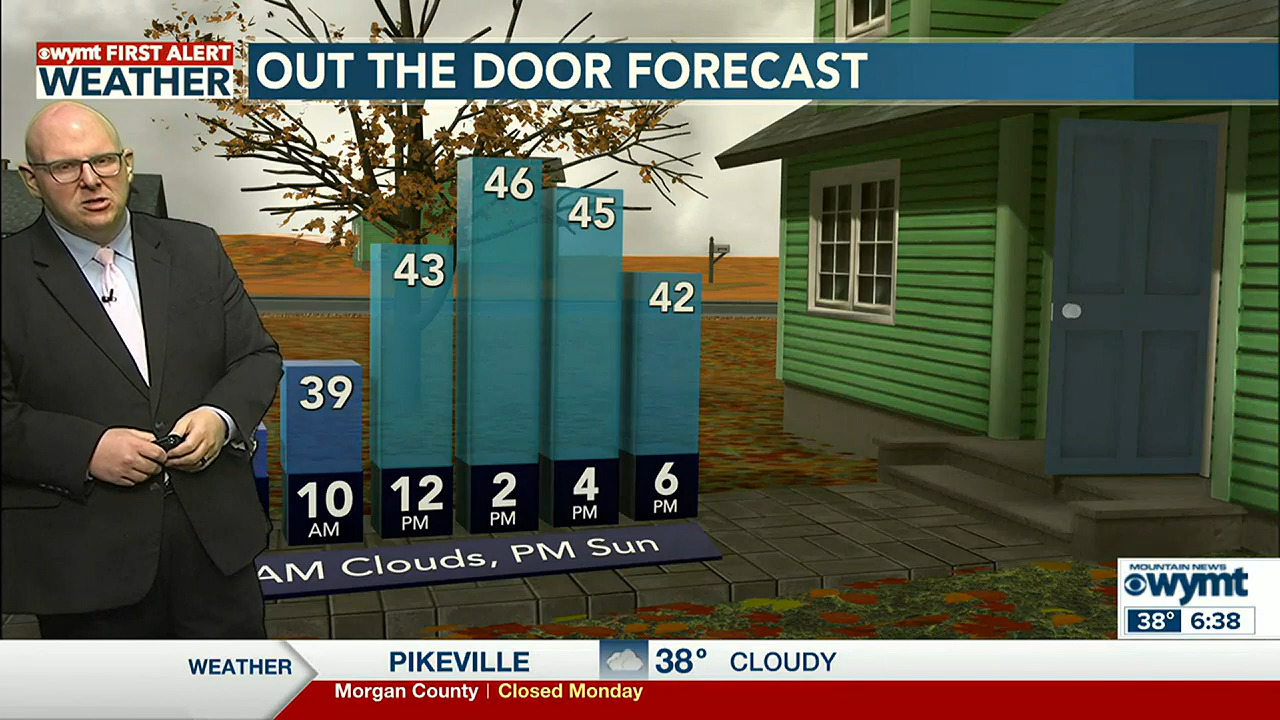 wymt FIRST ALERT
WEATHER
OUT THE DOOR FORECAST
39
43
46
45
42
10
AM
12
PM
2
PM
4
PM
6
PM
AM Clouds, PM Sun
MOUNTAIN NEWS
wymt
38° 6:38
WEATHER
PIKEVILLE 38° CLOUDY
Morgan County | Closed Monday